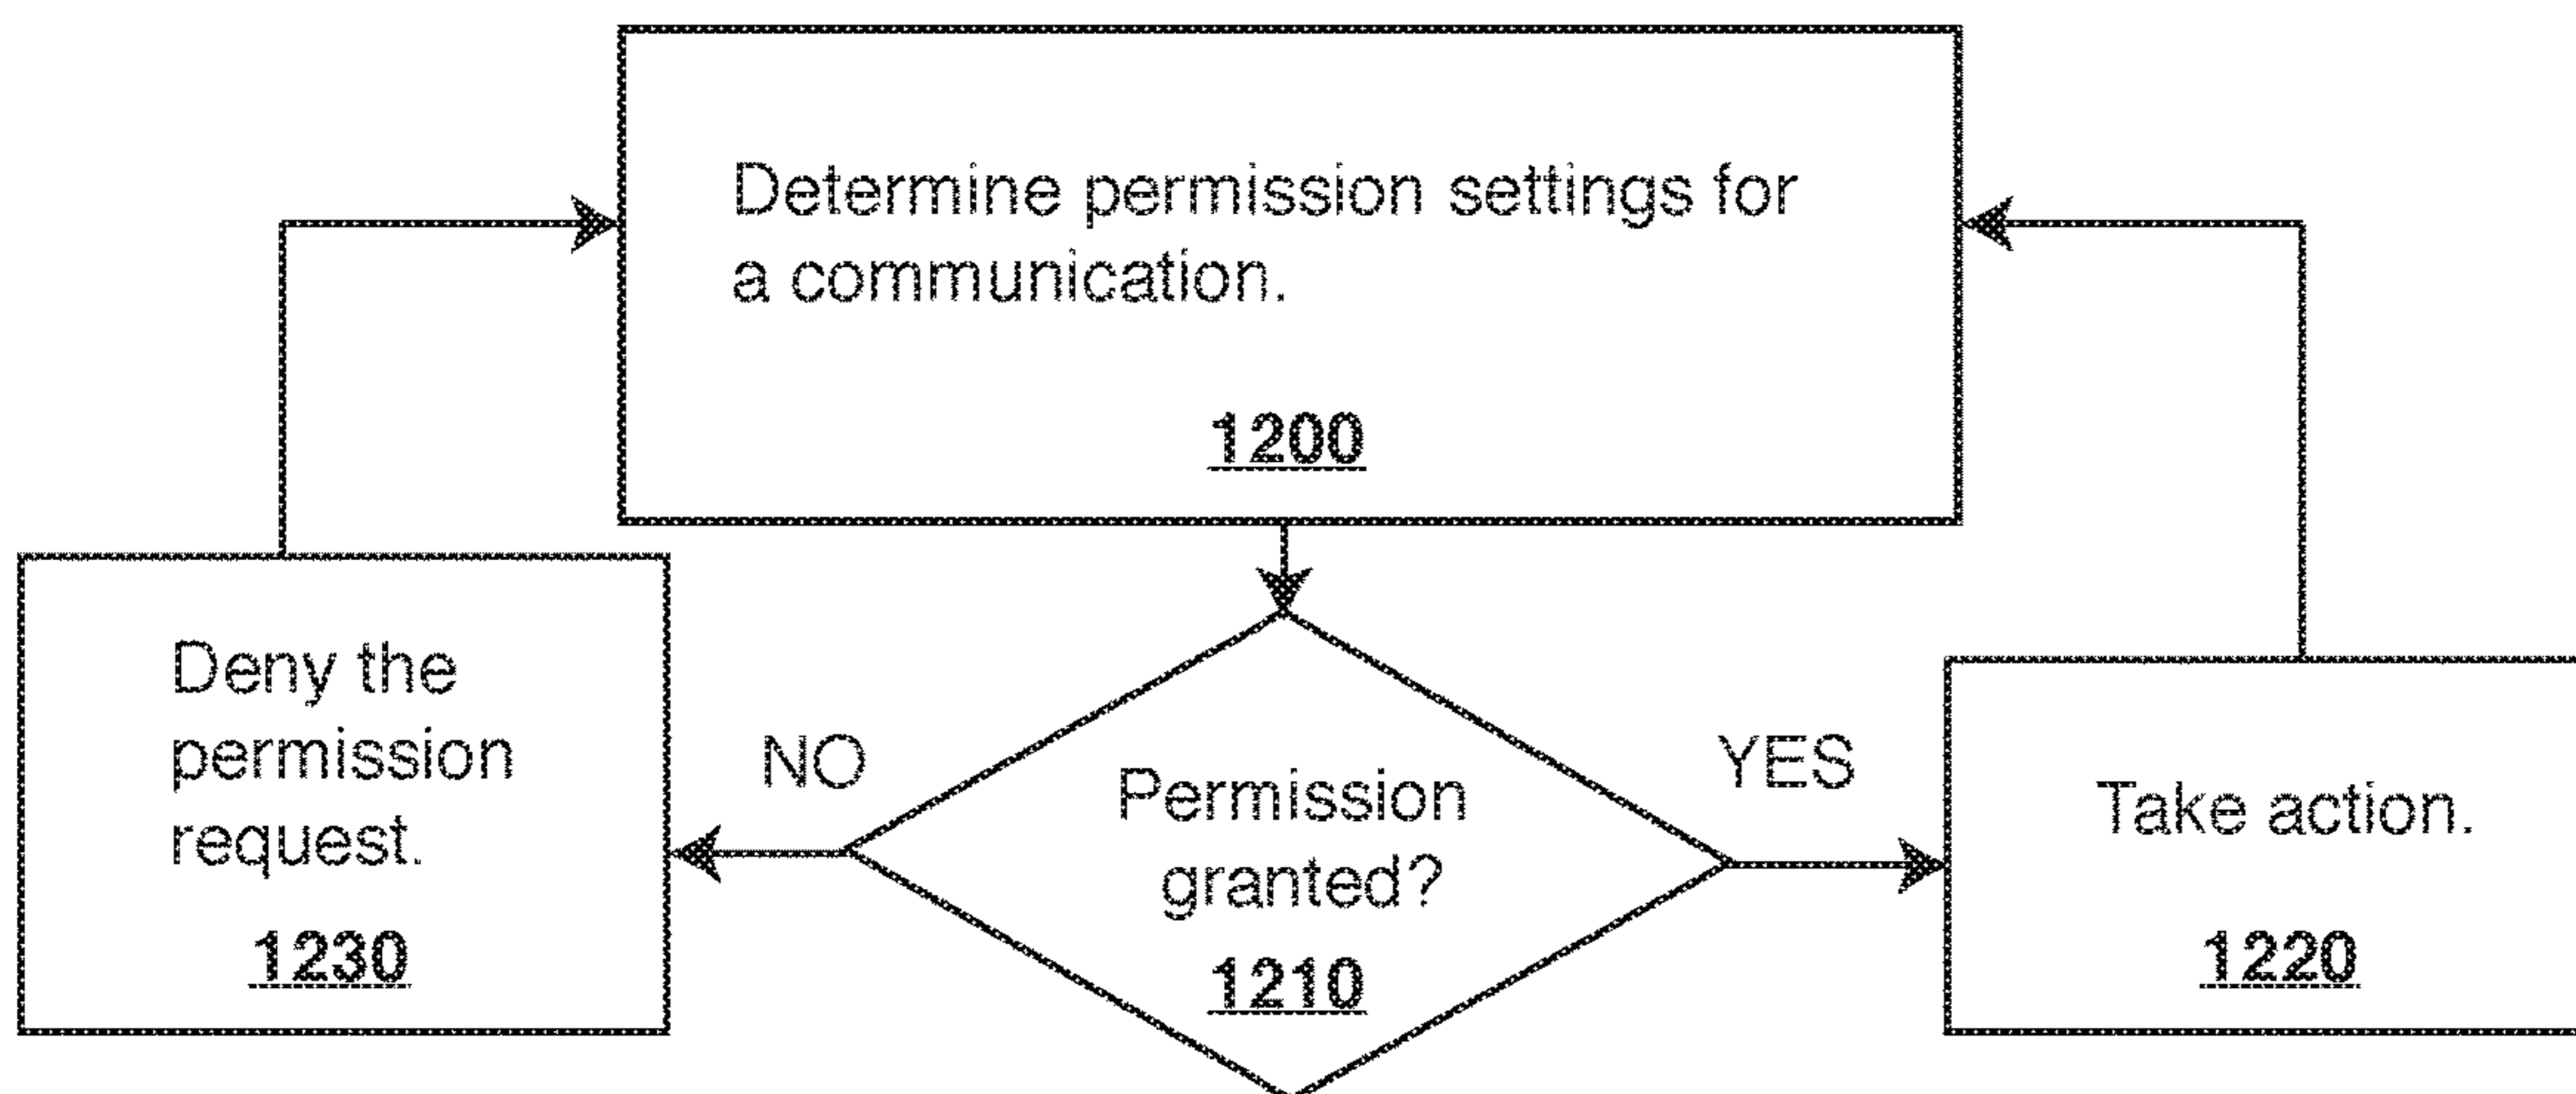 Determine permission settings for
a communication.
1200
Deny the
permission
request.
1230
NO
Permission
granted?
1210
YES
Take action.
1220